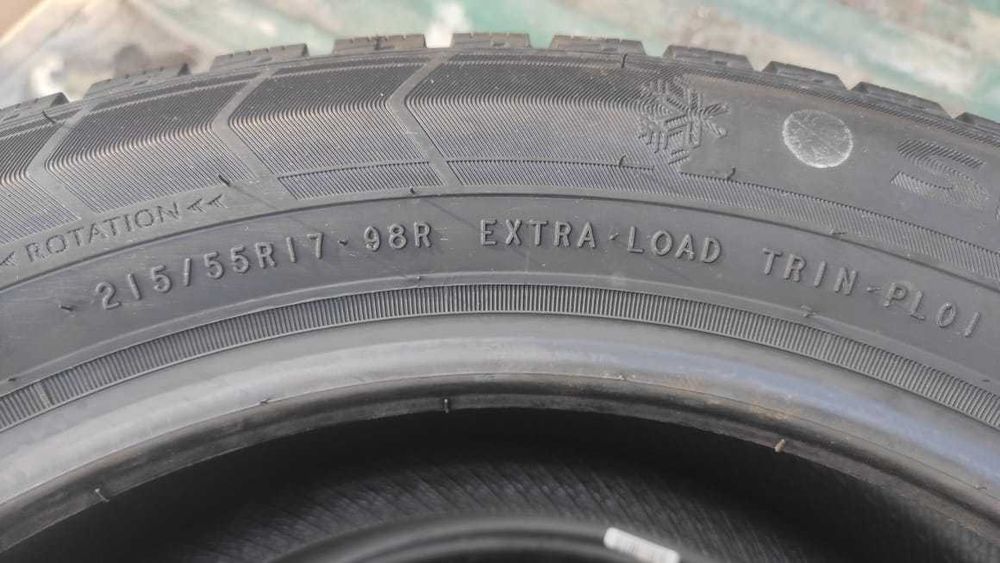 ROTATION
215/55R17 · 98R EXTRA · LOAD TRIN · PL01
S